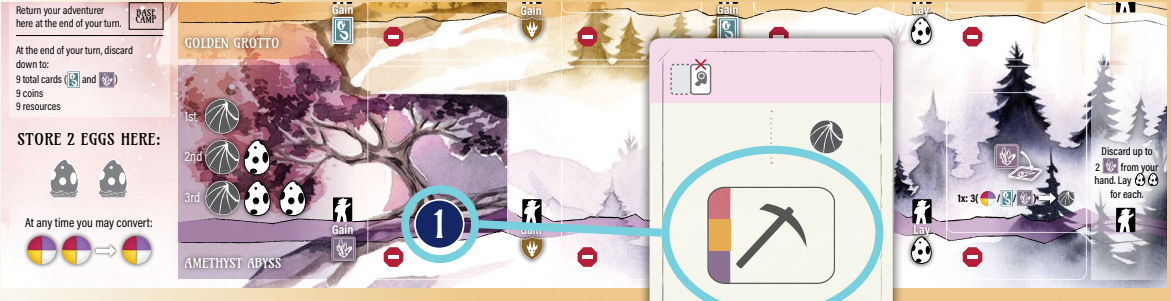 Return your adventurer
here at the end of your turn.
BASE
CAMP
At the end of your turn, discard
down to:
9 total cards ( and )
9 coins
9 resources
STORE 2 EGGS HERE:
At any time you may convert:
Gain
Gain
Gain
Lay
GOLDEN GROTTO
1st
2nd
3rd
1
Gain
Gain
Lay
AMETHYST ABYSS
1x: 3( / / )
Discard up to
2 from your
hand. Lay
for each.